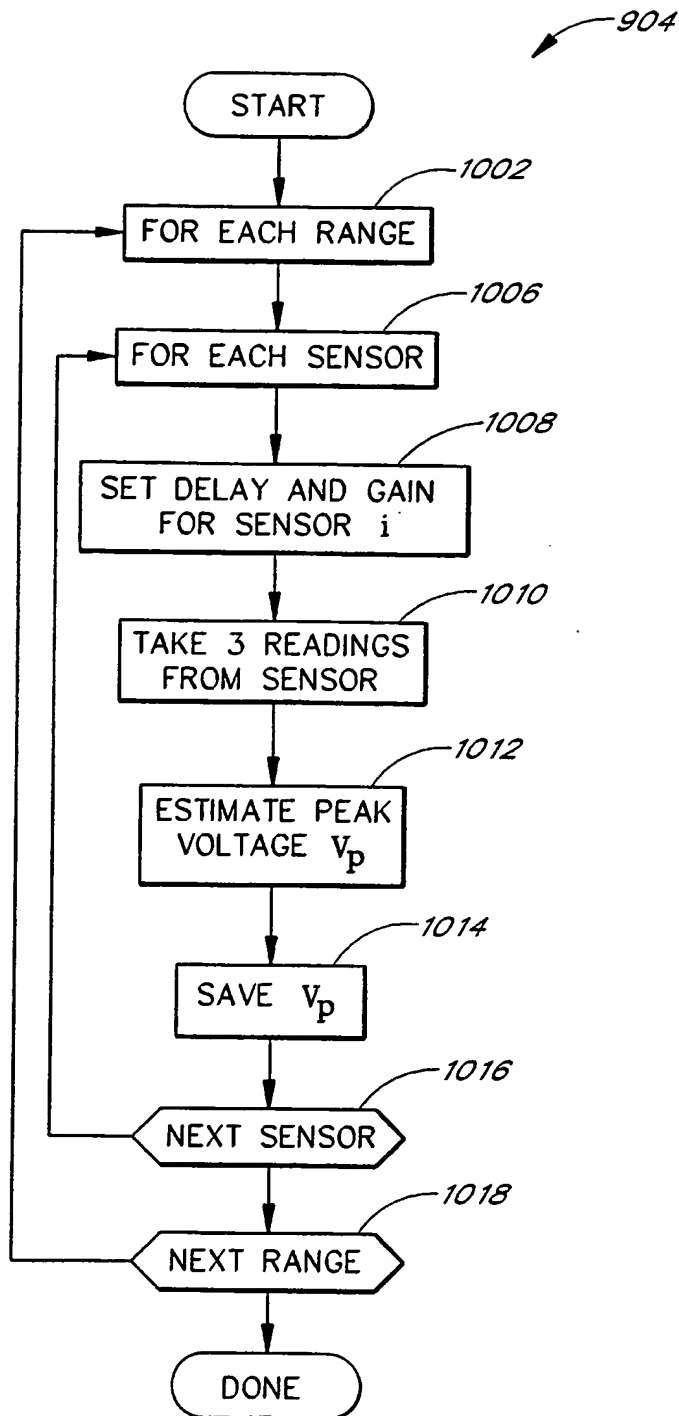 904
START
1002
FOR EACH RANGE
1006
FOR EACH SENSOR
1008
SET DELAY AND GAIN
FOR SENSOR i
1010
TAKE 3 READINGS
FROM SENSOR
1012
ESTIMATE PEAK
VOLTAGE Vp
1014
SAVE Vp
1016
NEXT SENSOR
1018
NEXT RANGE
DONE